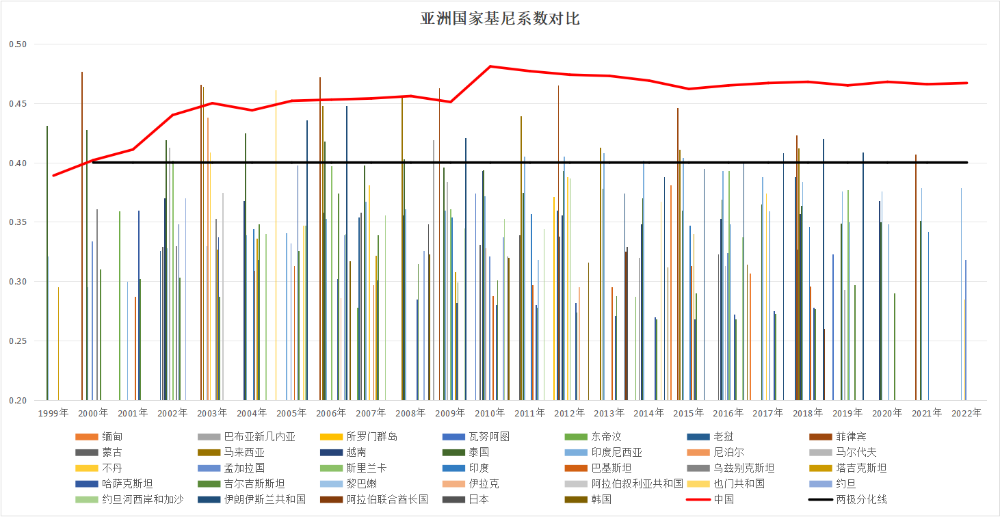 亚洲国家基尼系数对比
0.50
0.45
0.40
0.35
0.30
0.25
0.20
1999年 2000年 2001年 2002年 2003年 2004年 2005年 2006年 2007年 2008年 2009年 2010年 2011年 2012年 2013年 2014年 2015年 2016年 2017年 2018年 2019年 2020年 2021年 2022年
缅甸 巴布亚新几内亚 所罗门群岛 瓦努阿图 东帝汶 老挝 菲律宾
蒙古 马来西亚 越南 泰国 印度尼西亚 尼泊尔 马尔代夫
不丹 孟加拉国 斯里兰卡 印度 巴基斯坦 乌兹别克斯坦 塔吉克斯坦
哈萨克斯坦 吉尔吉斯斯坦 黎巴嫩 伊拉克 阿拉伯叙利亚共和国 也门共和国 约旦
约旦河西岸和加沙 伊朗伊斯兰共和国 阿拉伯联合酋长国 日本 韩国 中国 两极分化线